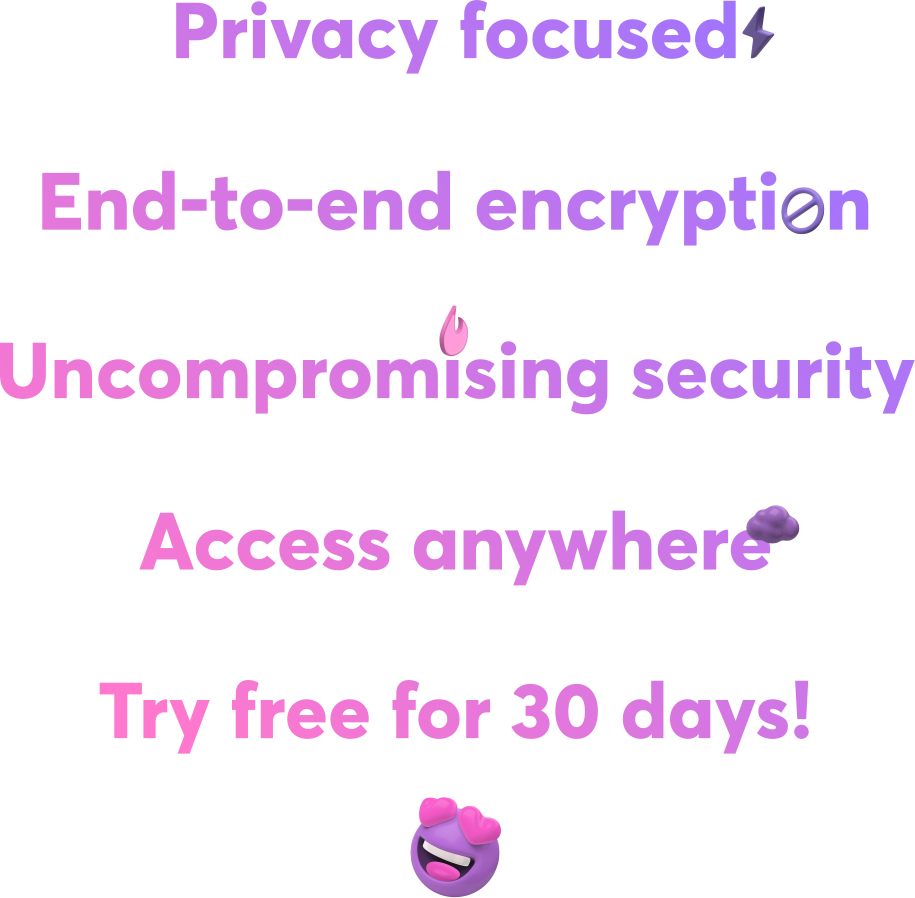 Privacy focused
End-to-end encryption
Uncompromising security
Access anywhere
Try free for 30 days!